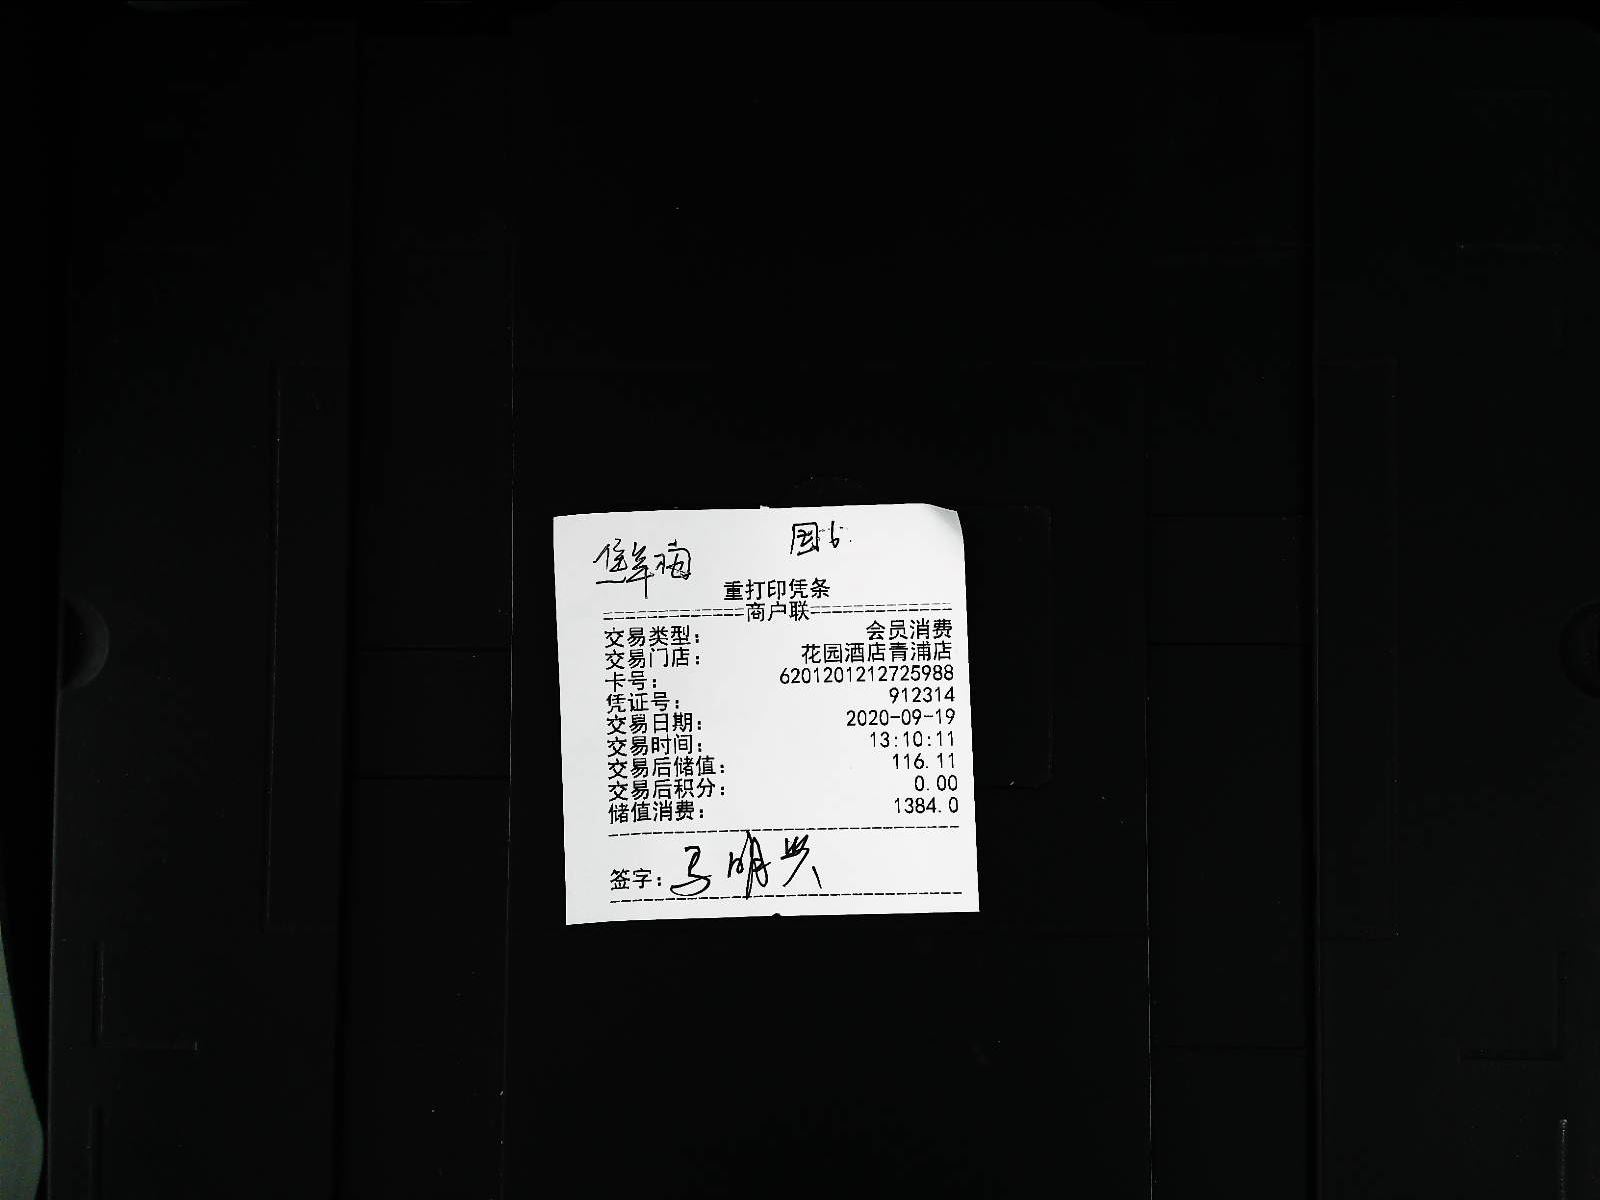 重打印凭条
=============商户联=============
交易类型： 会员消费
交易门店： 花园酒店青浦店
卡号： 6201201212725988
凭证号： 912314
交易日期： 2020-09-19
交易时间： 13:10:11
交易后储值： 116.11
交易后积分： 0.00
储值消费： 1384.0
签字：马明兴